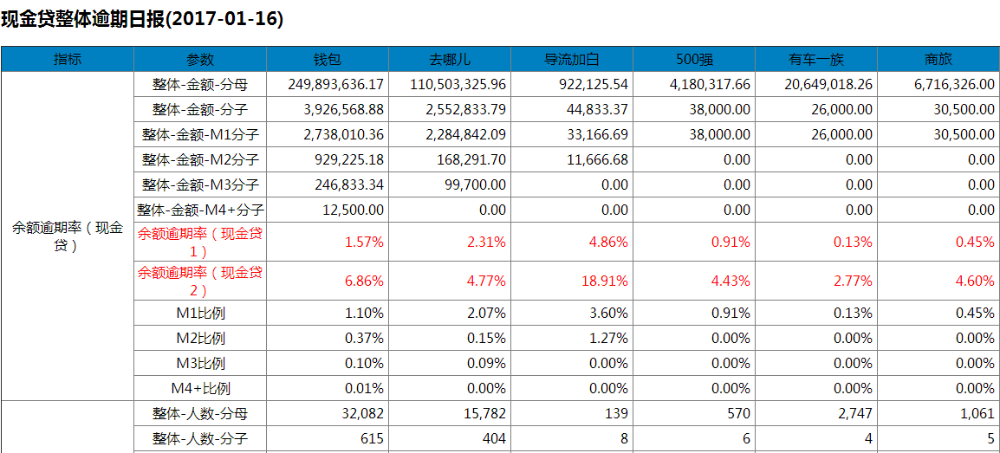 现金贷整体逾期日报(2017-01-16)
指标 参数 钱包 去哪儿 导流加白 500强 有车一族 商旅
整体-金额-分母 249,893,636.17 110,503,325.96 922,125.54 4,180,317.66 20,649,018.26 6,716,326.00
整体-金额-分子 3,926,568.88 2,552,833.79 44,833.37 38,000.00 26,000.00 30,500.00
整体-金额-M1分子 2,738,010.36 2,284,842.09 33,166.69 38,000.00 26,000.00 30,500.00
整体-金额-M2分子 929,225.18 168,291.70 11,666.68 0.00 0.00 0.00
整体-金额-M3分子 246,833.34 99,700.00 0.00 0.00 0.00 0.00
整体-金额-M4+分子 12,500.00 0.00 0.00 0.00 0.00 0.00
余额逾期率（现金
贷）
余额逾期率（现金贷
1） 1.57% 2.31% 4.86% 0.91% 0.13% 0.45%
余额逾期率（现金贷
2） 6.86% 4.77% 18.91% 4.43% 2.77% 4.60%
M1比例 1.10% 2.07% 3.60% 0.91% 0.13% 0.45%
M2比例 0.37% 0.15% 1.27% 0.00% 0.00% 0.00%
M3比例 0.10% 0.09% 0.00% 0.00% 0.00% 0.00%
M4+比例 0.01% 0.00% 0.00% 0.00% 0.00% 0.00%
整体-人数-分母 32,082 15,782 139 570 2,747 1,061
整体-人数-分子 615 404 8 6 4 5